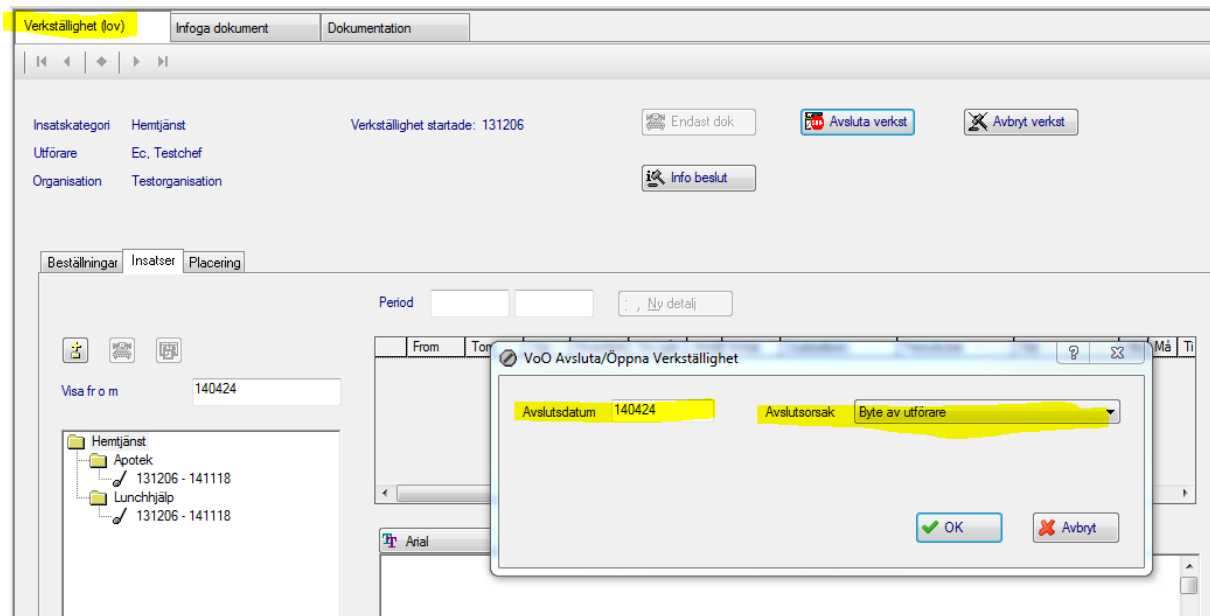 Verkställighet (lov) Infoga dokument Dokumentation
Insatskategori Hemtjänst Verkställighet startade: 131206 Endast dok Avsluta verkst Avbryt verkst
Utförare Ec, Testchef
Organisation Testorganisation Info beslut
Beställningar Insatser Placering
Period Ny detalj
From Tom Må Ti
VoO Avsluta/Öppna Verkställighet
Visa fr o m 140424
Avslutsdatum 140424 Avslutsorsak Byte av utförare
Hemtjänst
Apotek
131206 - 141118
Lunchhjälp
131206 - 141118
OK Avbryt
Arial